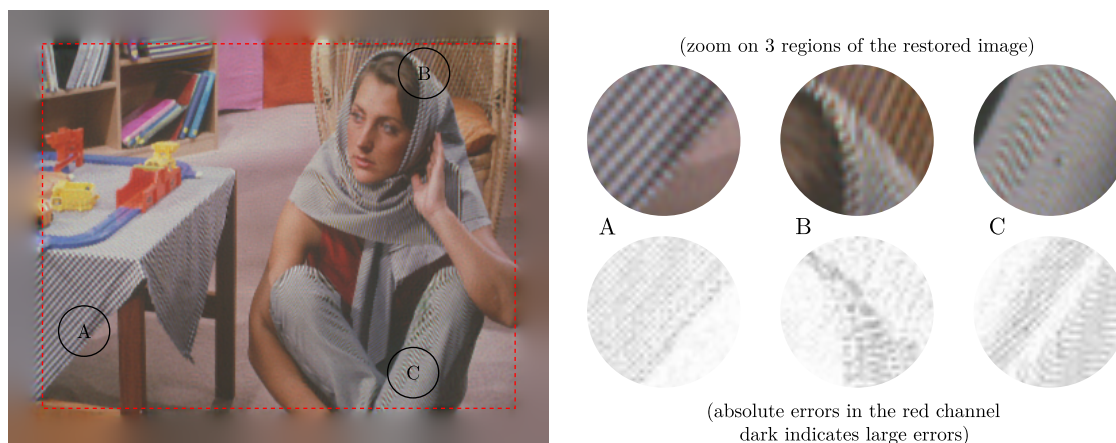 (zoom on 3 regions of the restored image)
B
A
C
A
B
C
(absolute errors in the red channel
dark indicates large errors)